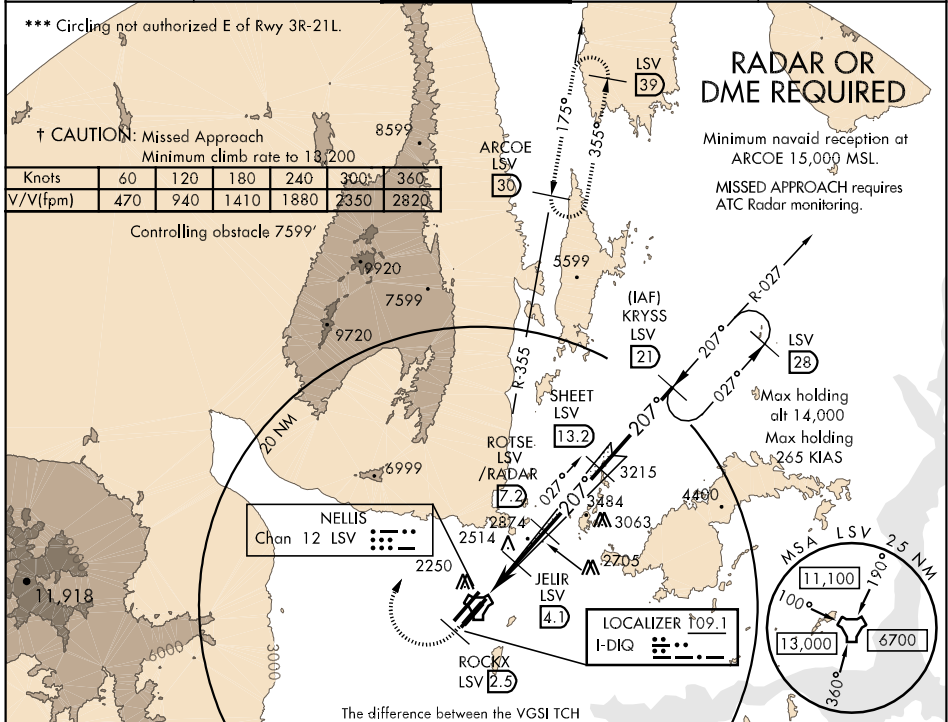 *** Circling not authorized E of Rwy 3R-21L.
RADAR OR
DME REQUIRED
Minimum navaid reception at
ARCOE 15,000 MSL.
MISSED APPROACH requires
ATC Radar monitoring.
† CAUTION: Missed Approach
Minimum climb rate to 13,200
Knots 60 120 180 240 300 360
V/V(fpm) 470 940 1410 1880 2350 2820
Controlling obstacle 7599'
8599
LSV
39
175°
355°
ARCOE
LSV
30
5599
9920
7599
9720
R-355
(IAF)
KRYSS
LSV
21
R-027
207°
027°
LSV
28
Max holding
alt 14,000
Max holding
265 KIAS
20 NM
SHEET
LSV
13.2
207°
ROTSE
LSV
/RADAR
7.2
027°
207°
3215
6999
3484
4400
3063
2874
2514
2705
NELLIS
Chan 12 LSV
2250
JELIR
LSV
4.1
11,918
6000
3000
LOCALIZER 109.1
I-DIQ
ROCKX
LSV 2.5
MSA LSV 25 NM
11,100
190°
100°
13,000
6700
360°
The difference between the VGSI TCH